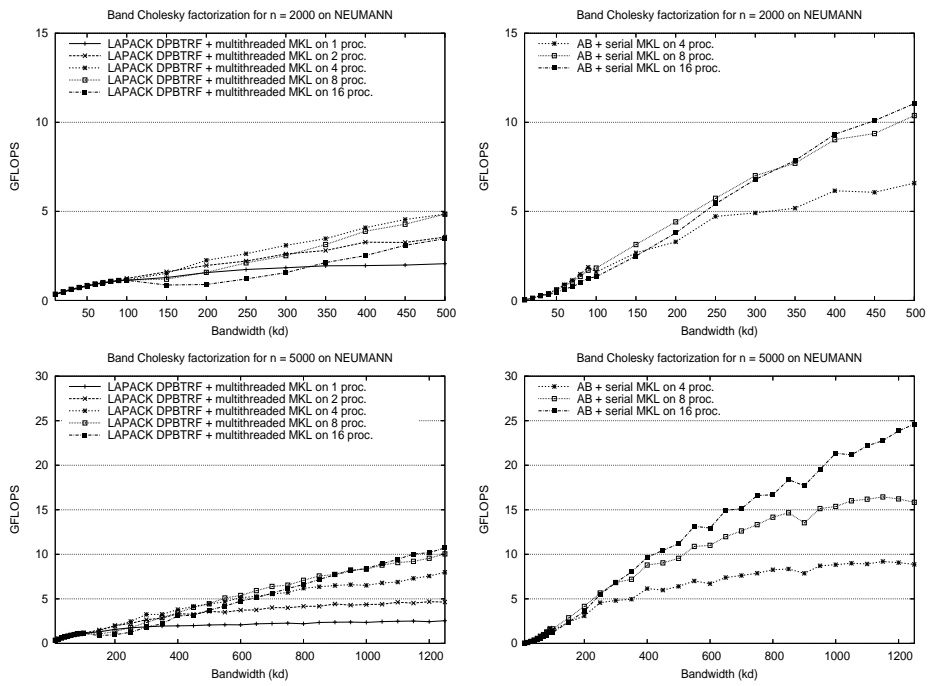 Band Cholesky factorization for n = 2000 on NEUMANN
LAPACK DPBTRF + multithreaded MKL on 1 proc.
LAPACK DPBTRF + multithreaded MKL on 2 proc.
LAPACK DPBTRF + multithreaded MKL on 4 proc.
LAPACK DPBTRF + multithreaded MKL on 8 proc.
LAPACK DPBTRF + multithreaded MKL on 16 proc.
GFLOPS
15
10
5
0
50 100 150 200 250 300 350 400 450 500
Bandwidth (kd)
Band Cholesky factorization for n = 2000 on NEUMANN
AB + serial MKL on 4 proc.
AB + serial MKL on 8 proc.
AB + serial MKL on 16 proc.
GFLOPS
15
10
5
0
50 100 150 200 250 300 350 400 450 500
Bandwidth (kd)
Band Cholesky factorization for n = 5000 on NEUMANN
LAPACK DPBTRF + multithreaded MKL on 1 proc.
LAPACK DPBTRF + multithreaded MKL on 2 proc.
LAPACK DPBTRF + multithreaded MKL on 4 proc.
LAPACK DPBTRF + multithreaded MKL on 8 proc.
LAPACK DPBTRF + multithreaded MKL on 16 proc.
GFLOPS
30
25
20
15
10
5
0
200 400 600 800 1000 1200
Bandwidth (kd)
Band Cholesky factorization for n = 5000 on NEUMANN
AB + serial MKL on 4 proc.
AB + serial MKL on 8 proc.
AB + serial MKL on 16 proc.
GFLOPS
30
25
20
15
10
5
0
200 400 600 800 1000 1200
Bandwidth (kd)